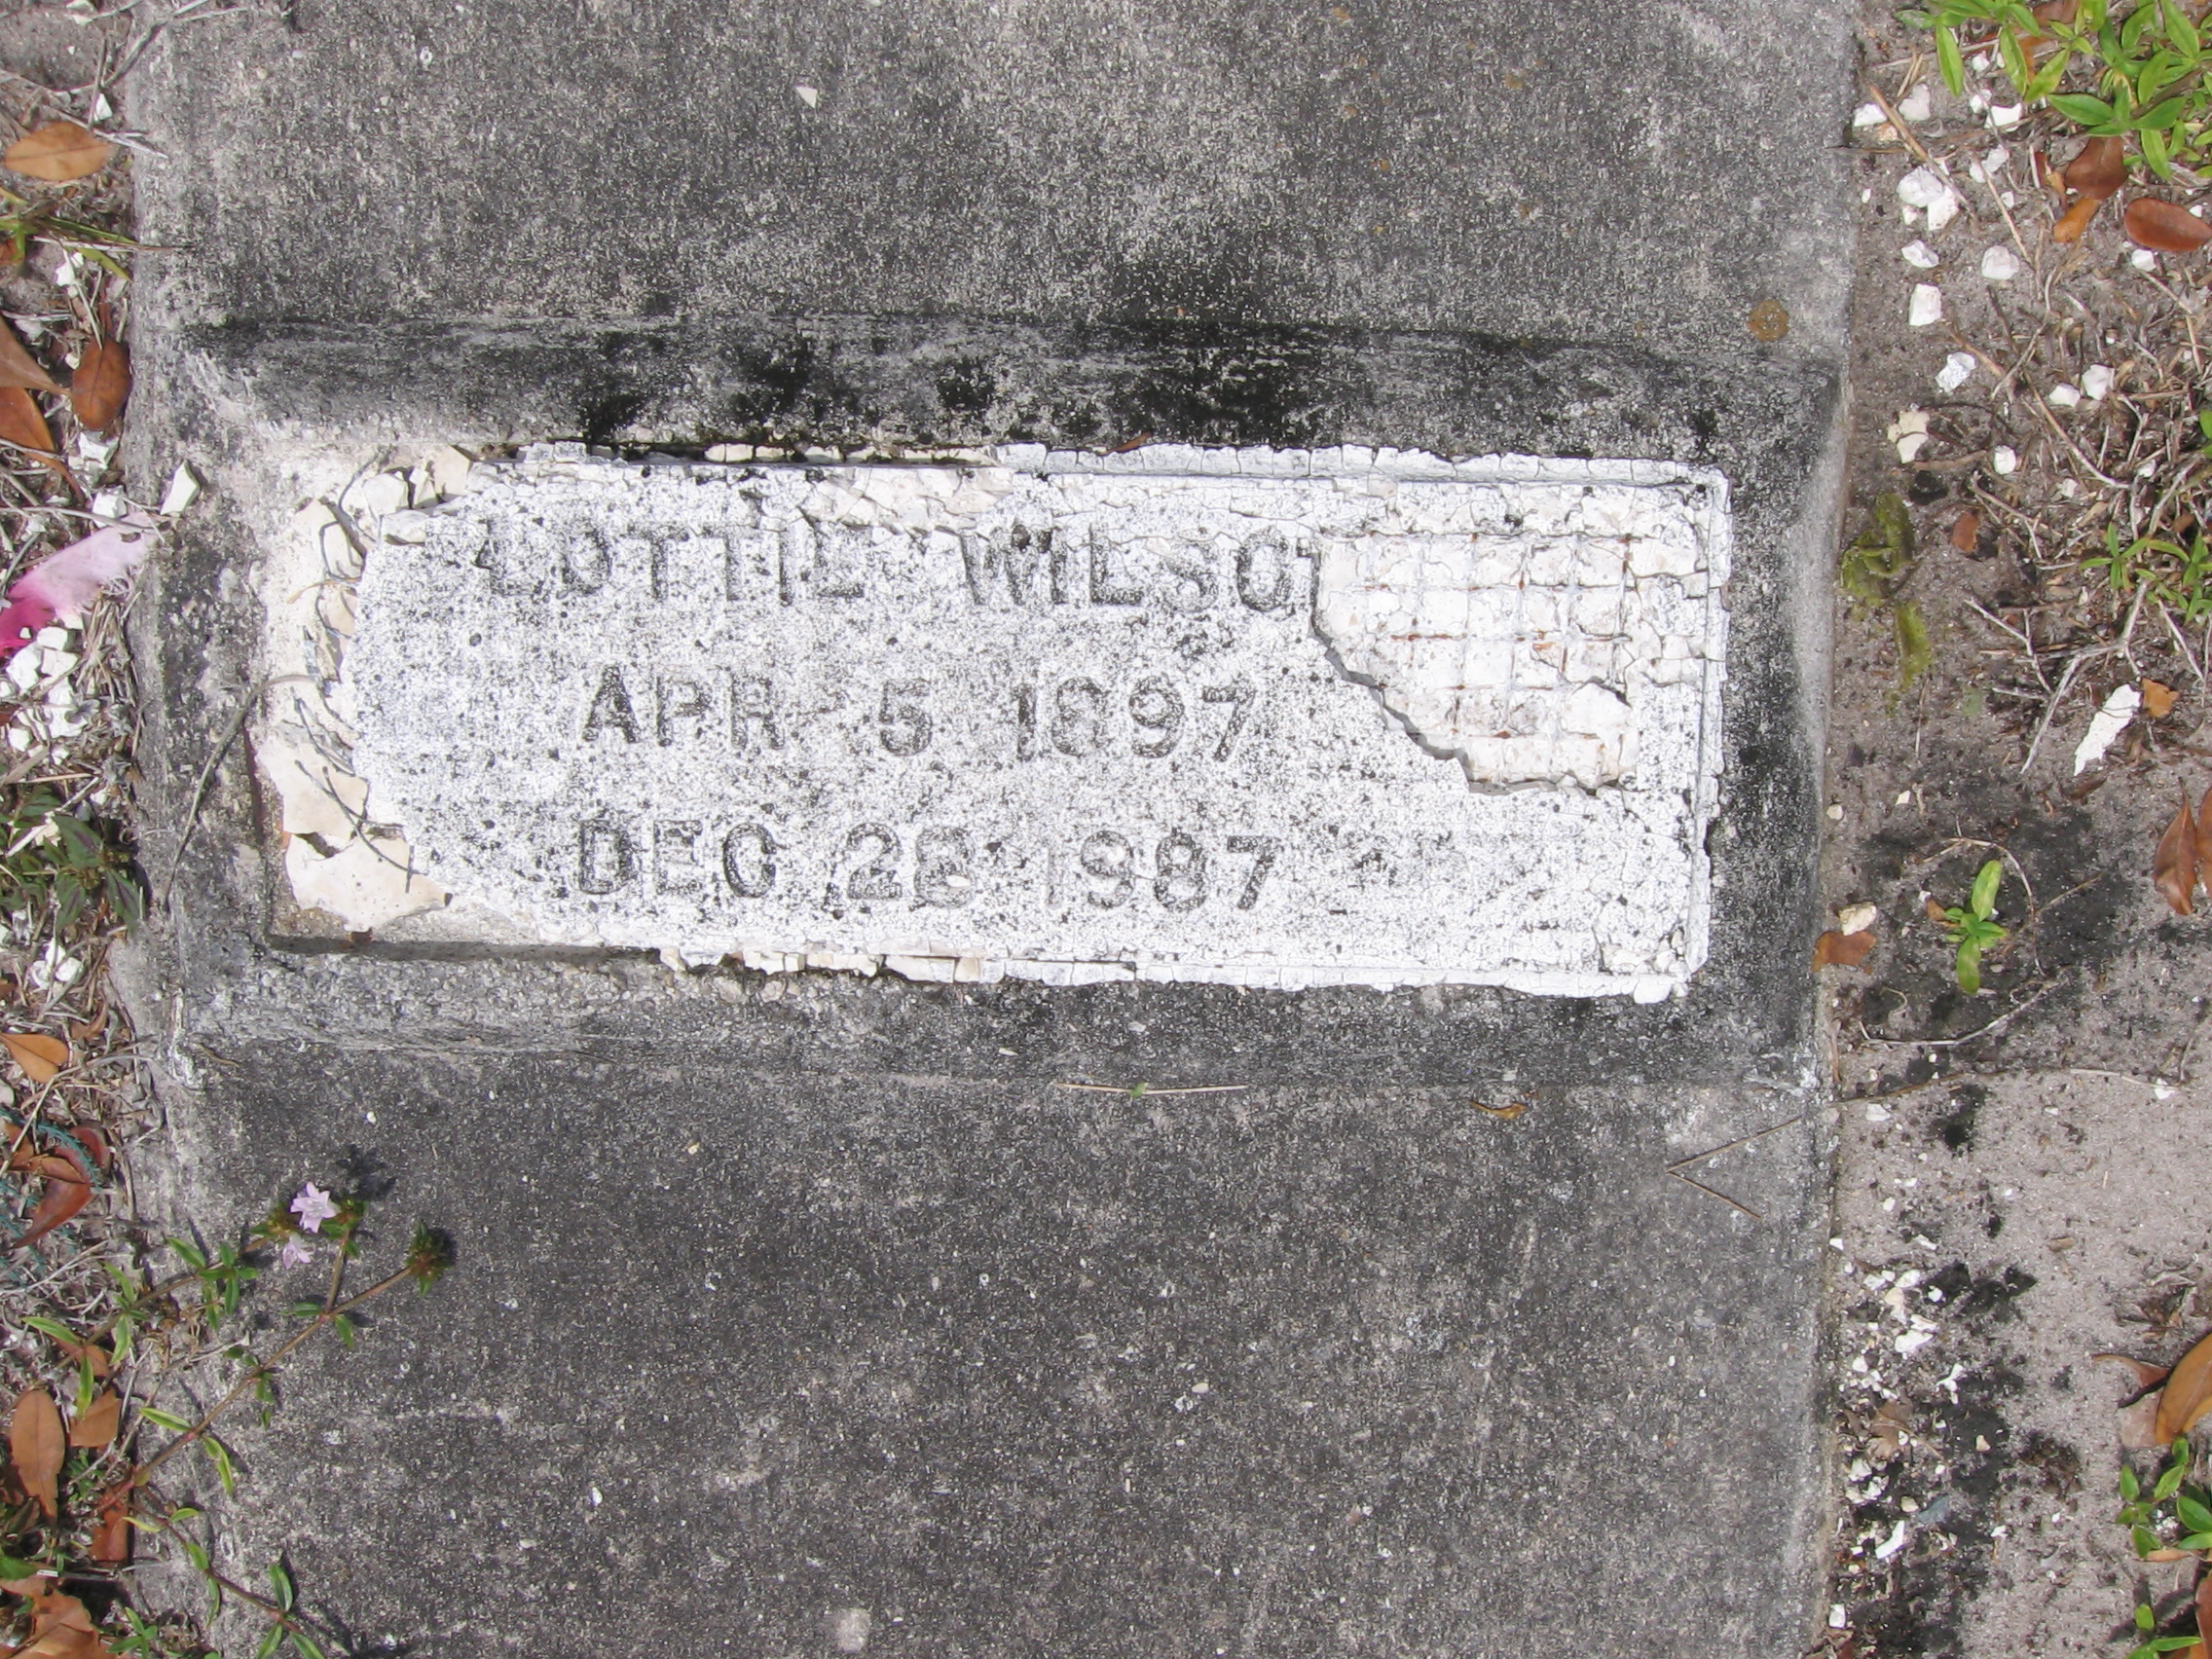 LOTTIE WILSO
APR 5 1897
DEC 28 1987